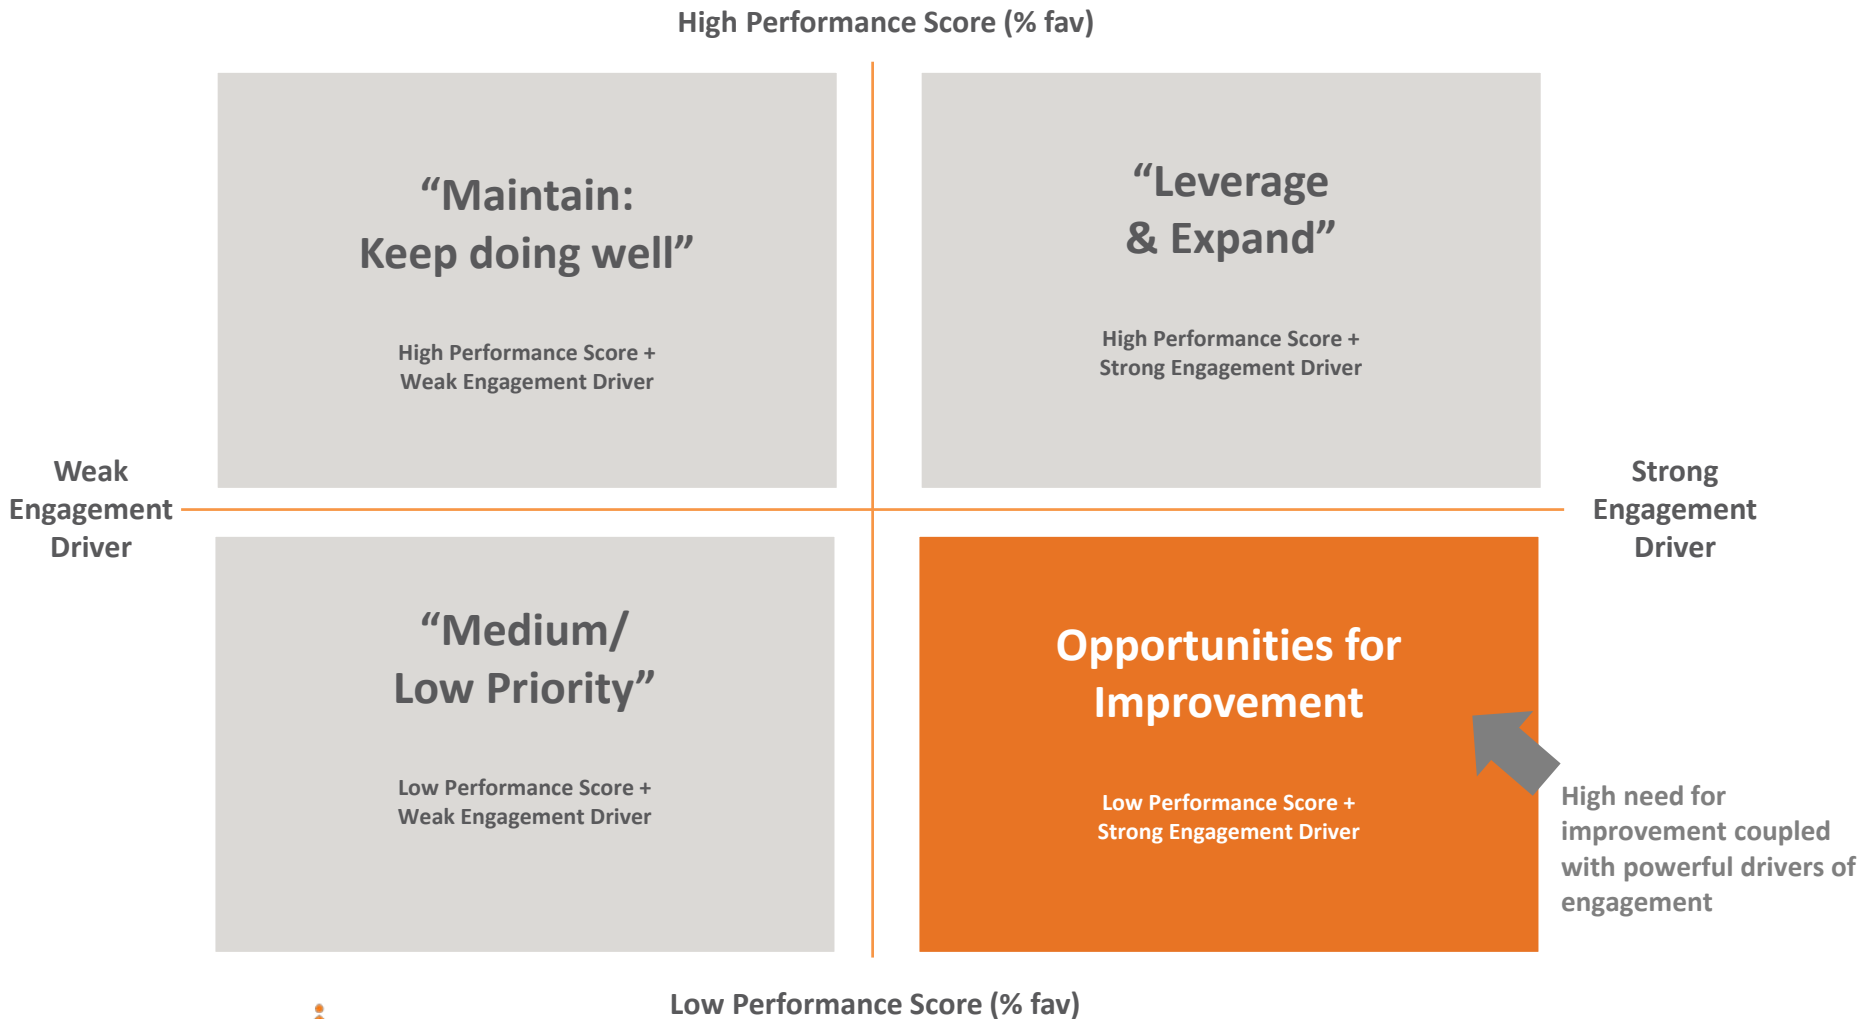 High Performance Score (% fav)
“Maintain:
Keep doing well”
High Performance Score +
Weak Engagement Driver
“Leverage
& Expand”
High Performance Score +
Strong Engagement Driver
Weak
Engagement
Driver
Strong
Engagement
Driver
“Medium/
Low Priority”
Low Performance Score +
Weak Engagement Driver
Opportunities for
Improvement
Low Performance Score +
Strong Engagement Driver
High need for
improvement coupled
with powerful drivers of
engagement
Low Performance Score (% fav)